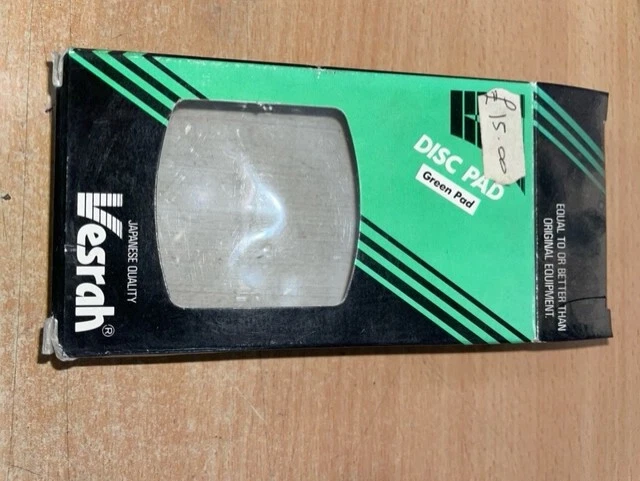 Vesrah®
JAPANESE QUALITY
DISC PAD
Green Pad
£15.00
EQUAL TO OR BETTER THAN
ORIGINAL EQUIPMENT.